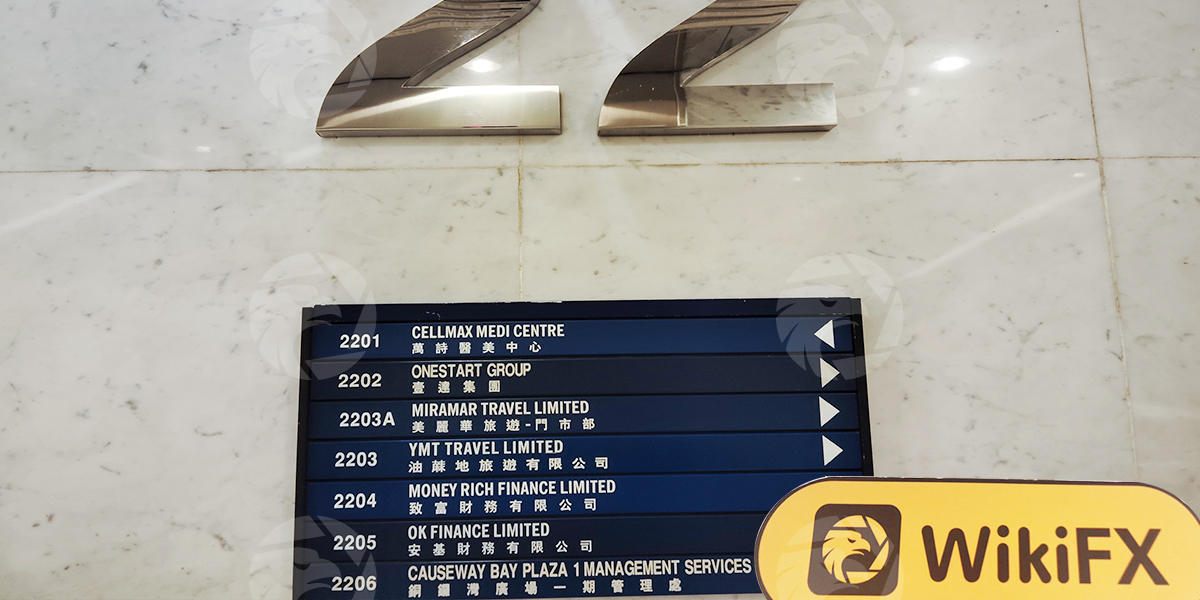 22
2201 CELLMAX MEDI CENTRE
萬詩醫美中心
2202 ONESTART GROUP
壹達集團
2203A MIRAMAR TRAVEL LIMITED
美麗華旅遊-門市部
2203 YMT TRAVEL LIMITED
油蔴地旅遊有限公司
2204 MONEY RICH FINANCE LIMITED
致富財務有限公司
2205 OK FINANCE LIMITED
安基財務有限公司
2206 CAUSEWAY BAY PLAZA 1 MANAGEMENT SERVICES
銅鑼灣廣場一期管理處
WikiFX